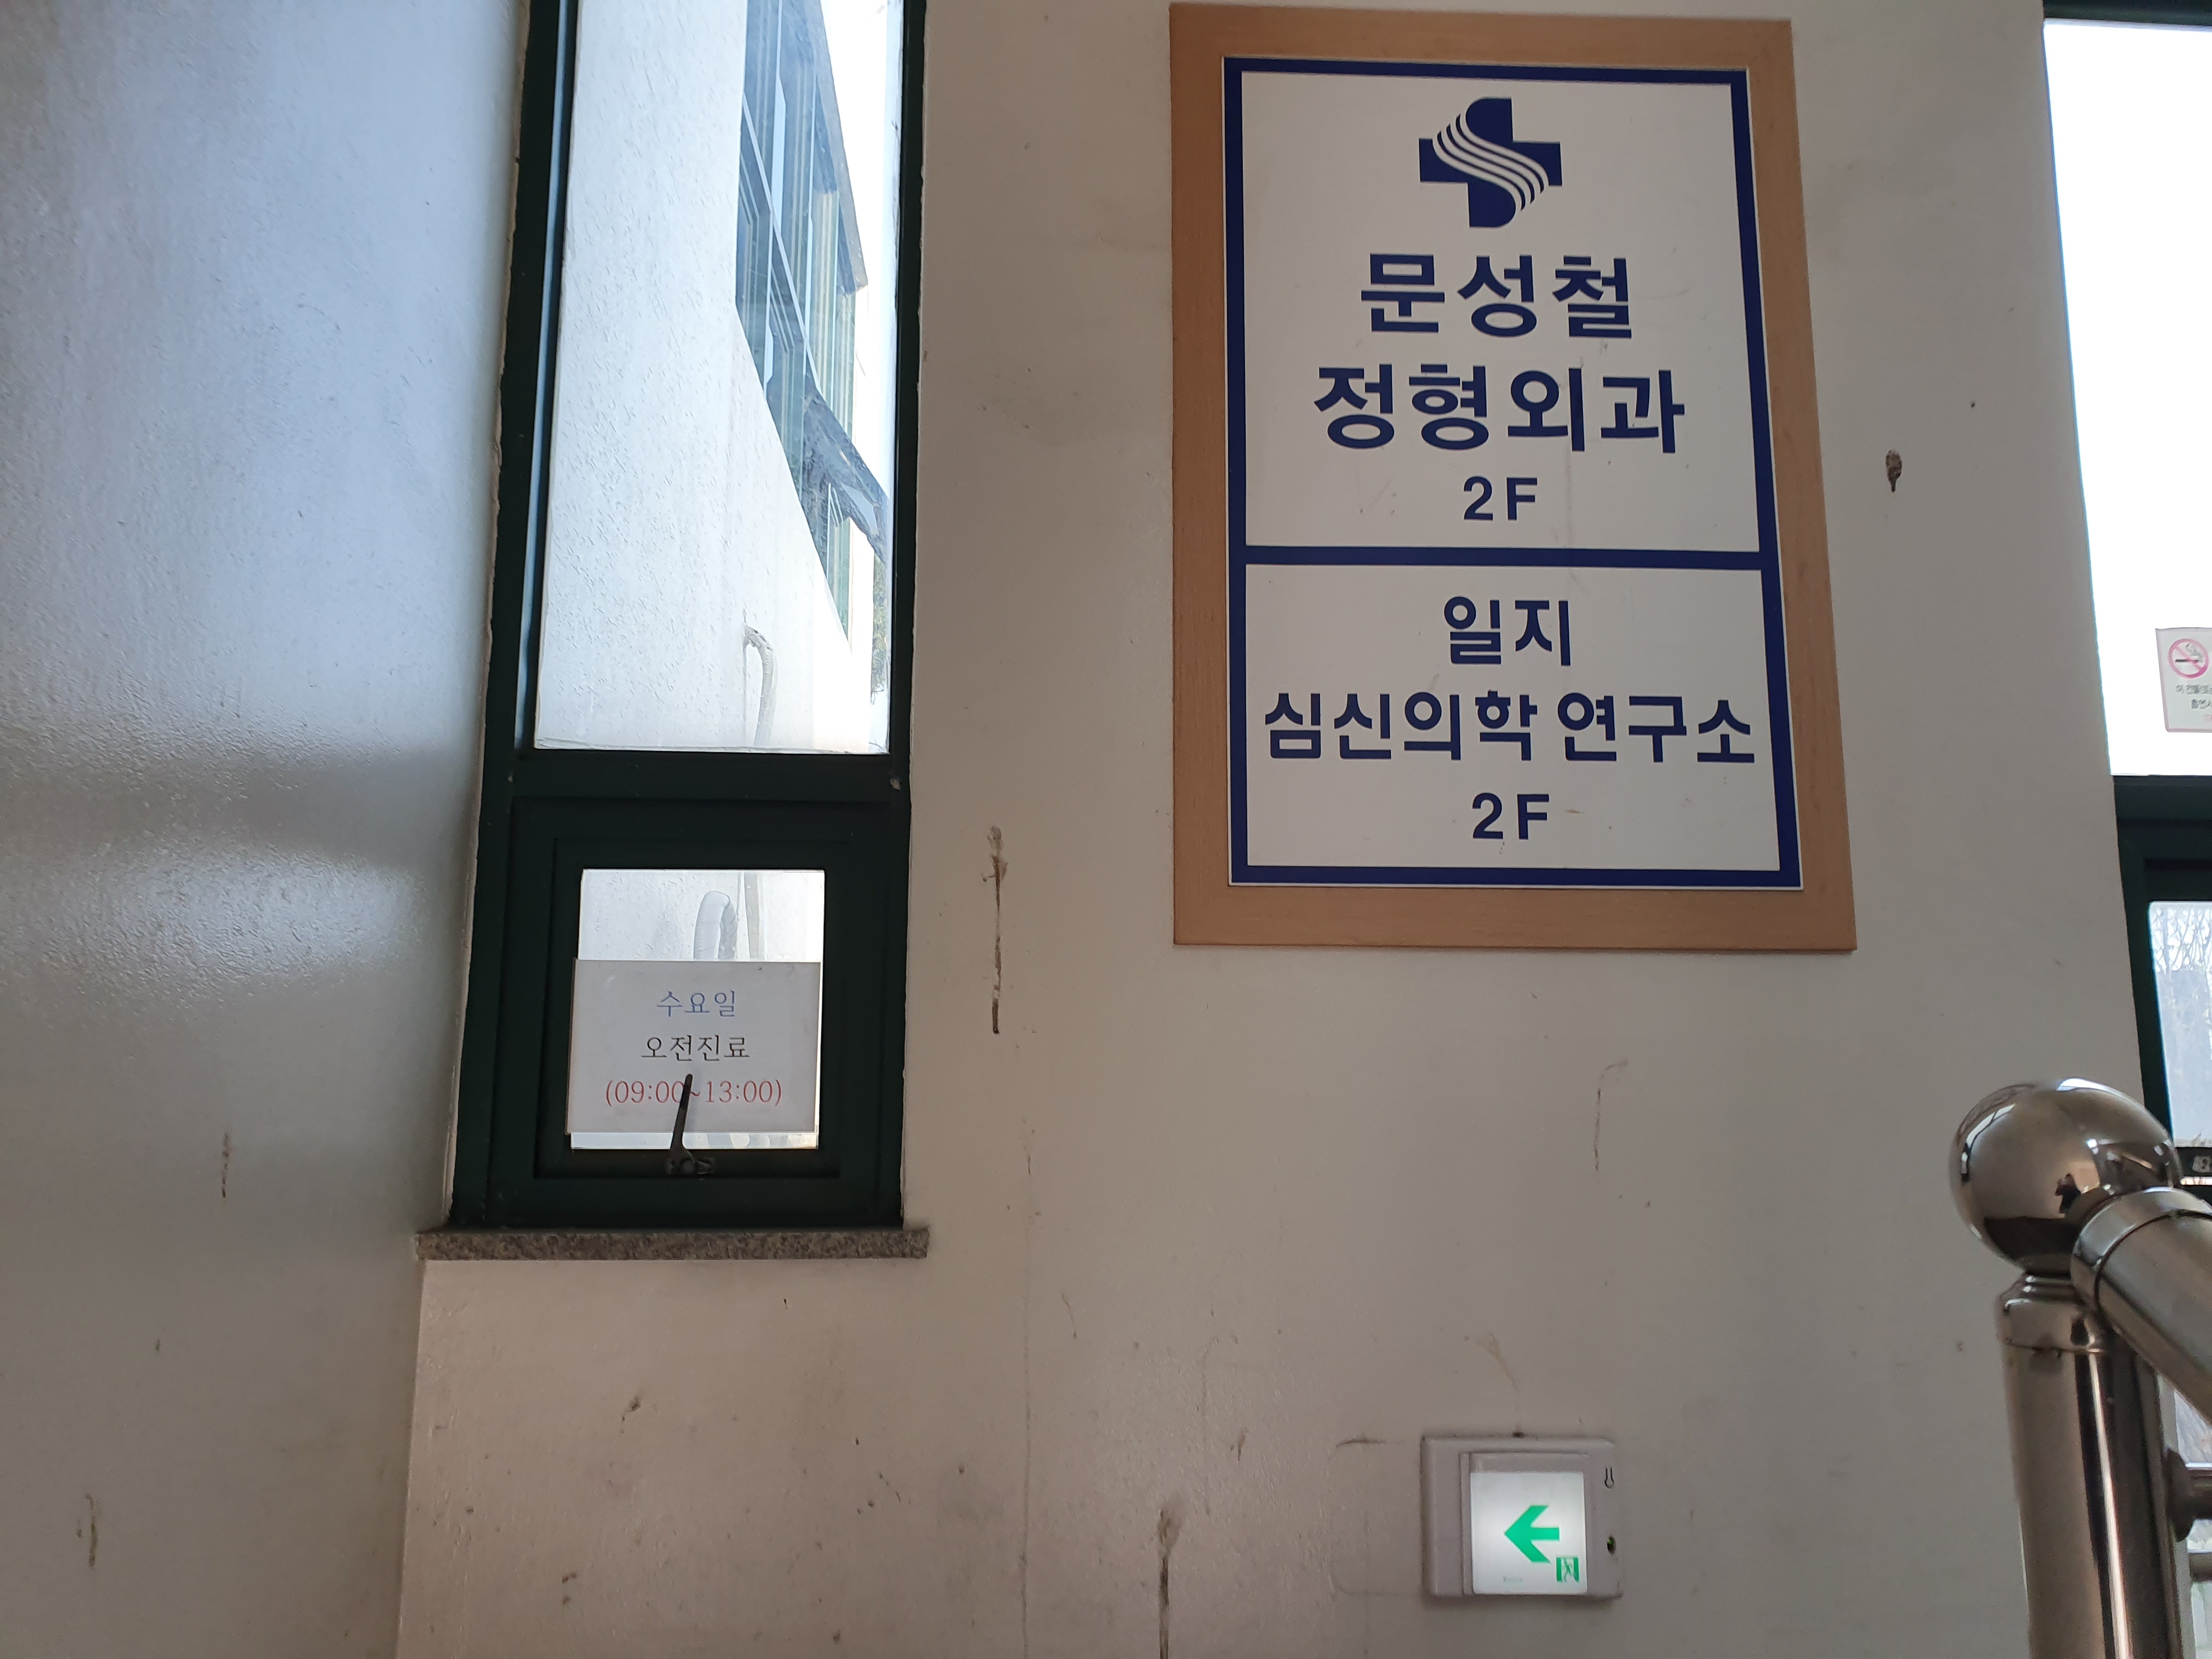 문성철
정형외과
2F
일지
심신의학 연구소
2F
수요일
오전진료
(09:00~13:00)